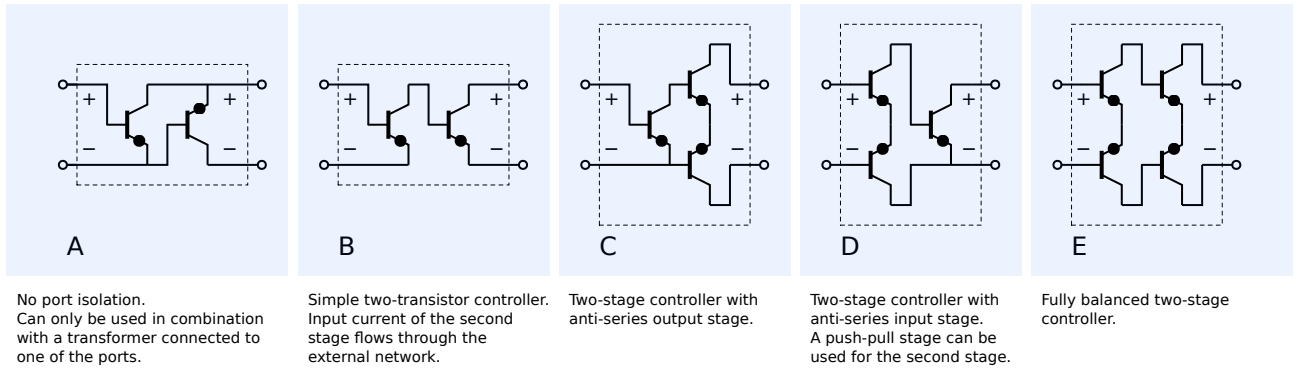 +
+
−
−
A
No port isolation.
Can only be used in combination
with a transformer connected to
one of the ports.
+
+
−
−
B
Simple two-transistor controller.
Input current of the second
stage flows through the
external network.
+
+
−
−
C
Two-stage controller with
anti-series output stage.
+
+
−
−
D
Two-stage controller with
anti-series input stage.
A push-pull stage can be
used for the second stage.
+
+
−
−
E
Fully balanced two-stage
controller.